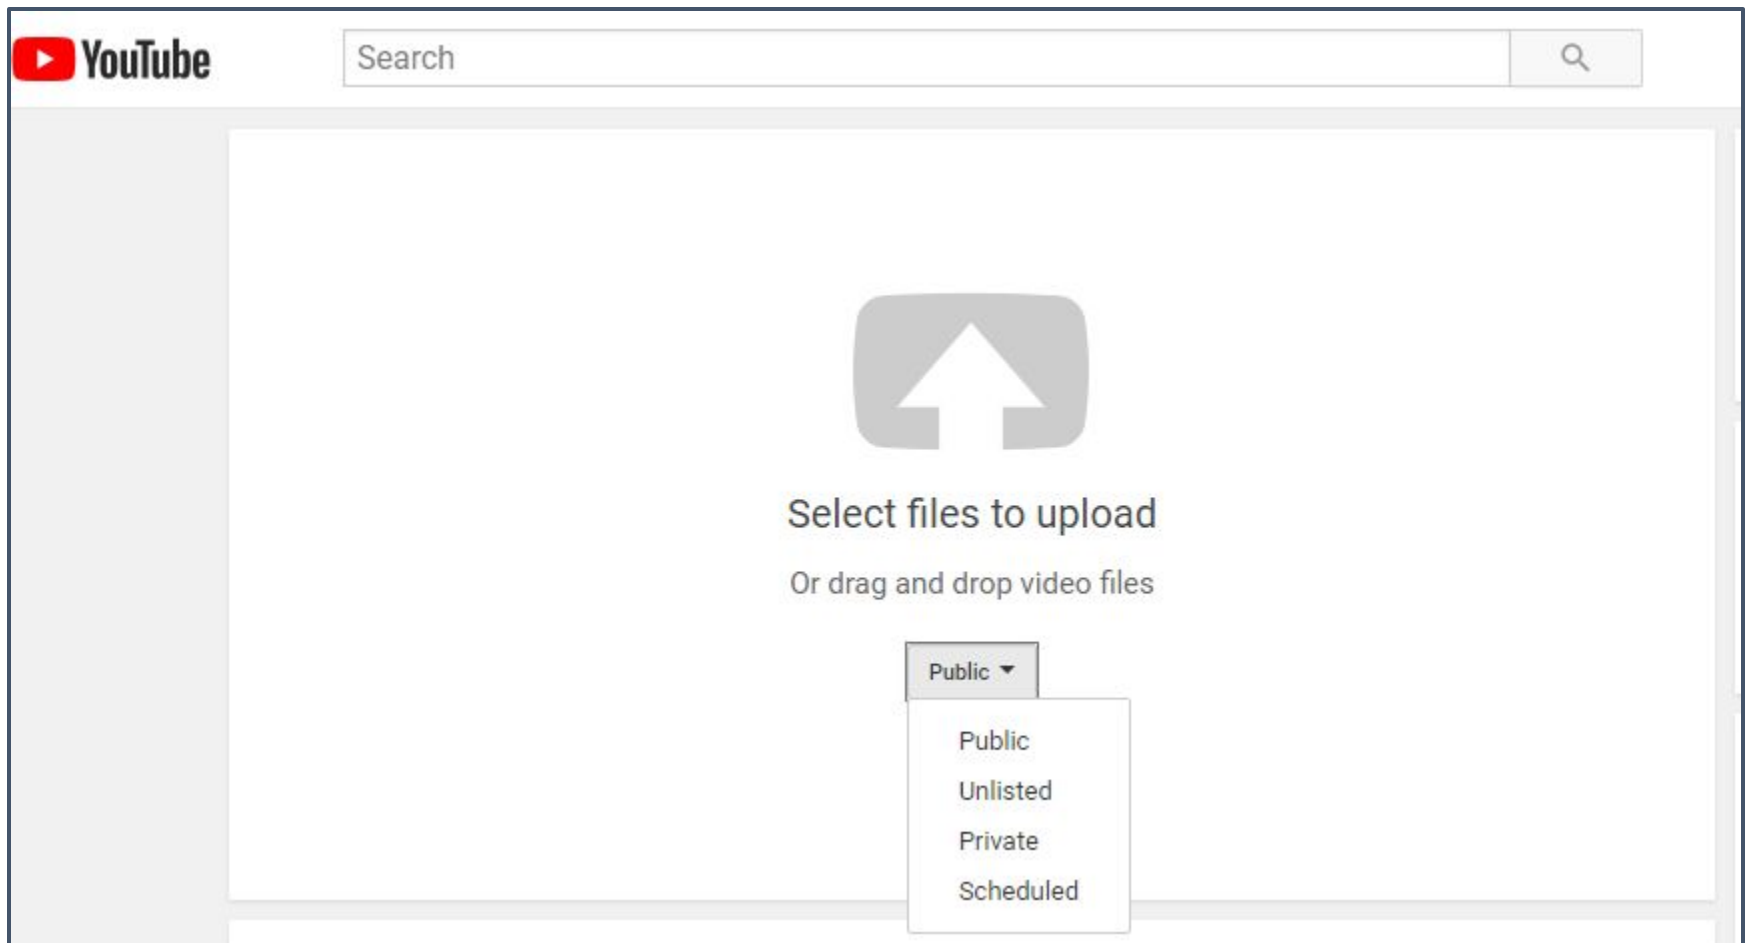 YouTube
Search
Select files to upload
Or drag and drop video files
Public
Public
Unlisted
Private
Scheduled